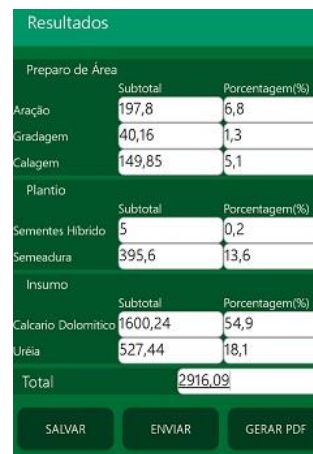 Resultados
Preparo de Área
Subtotal Porcentagem(%)
Aração 197,8 6,8
Gradagem 40,16 1,3
Calagem 149,85 5,1
Plantio
Subtotal Porcentagem(%)
Sementes Híbrido 5 0,2
Semeadura 395,6 13,6
Insumo
Subtotal Porcentagem(%)
Calcario Dolomítico 1600,24 54,9
Uréia 527,44 18,1
Total 2916,09
SALVAR ENVIAR GERAR PDF